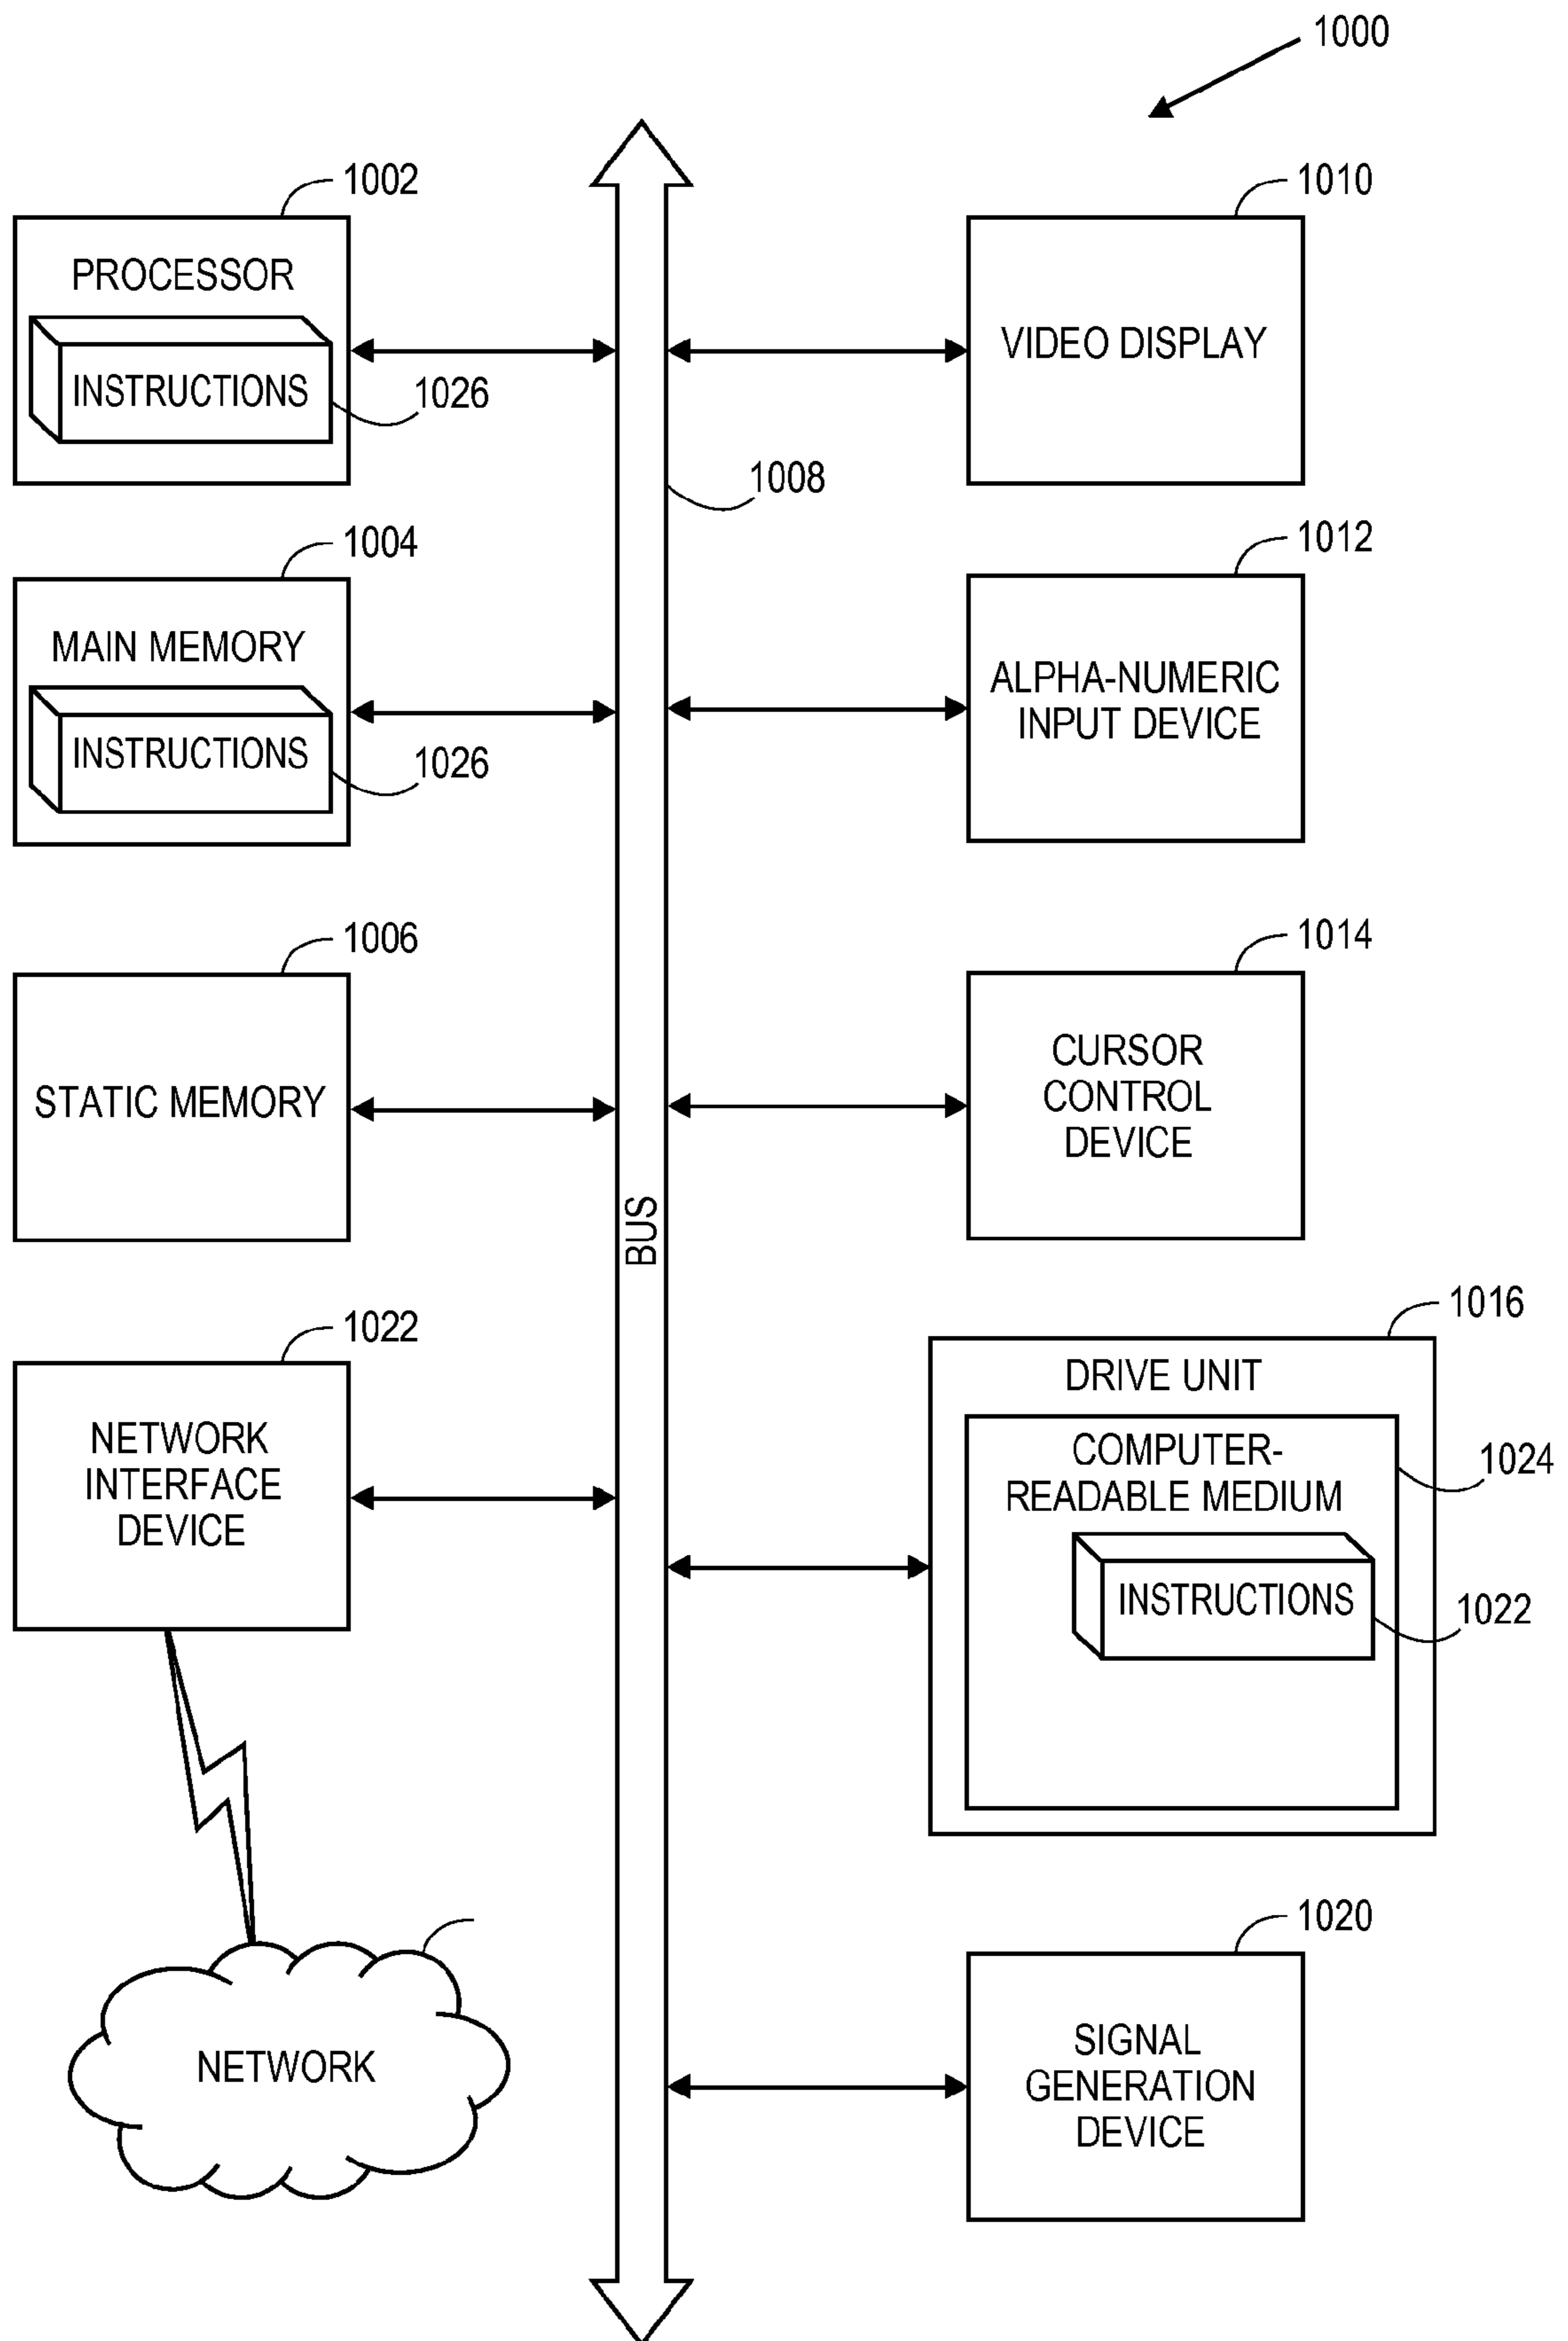 1000
1002
PROCESSOR
INSTRUCTIONS
1026
1004
MAIN MEMORY
INSTRUCTIONS
1026
1006
STATIC MEMORY
1022
NETWORK
INTERFACE
DEVICE
NETWORK
1008
BUS
1010
VIDEO DISPLAY
1012
ALPHA-NUMERIC
INPUT DEVICE
1014
CURSOR
CONTROL
DEVICE
1016
DRIVE UNIT
COMPUTER-
READABLE MEDIUM
1024
INSTRUCTIONS
1022
1020
SIGNAL
GENERATION
DEVICE